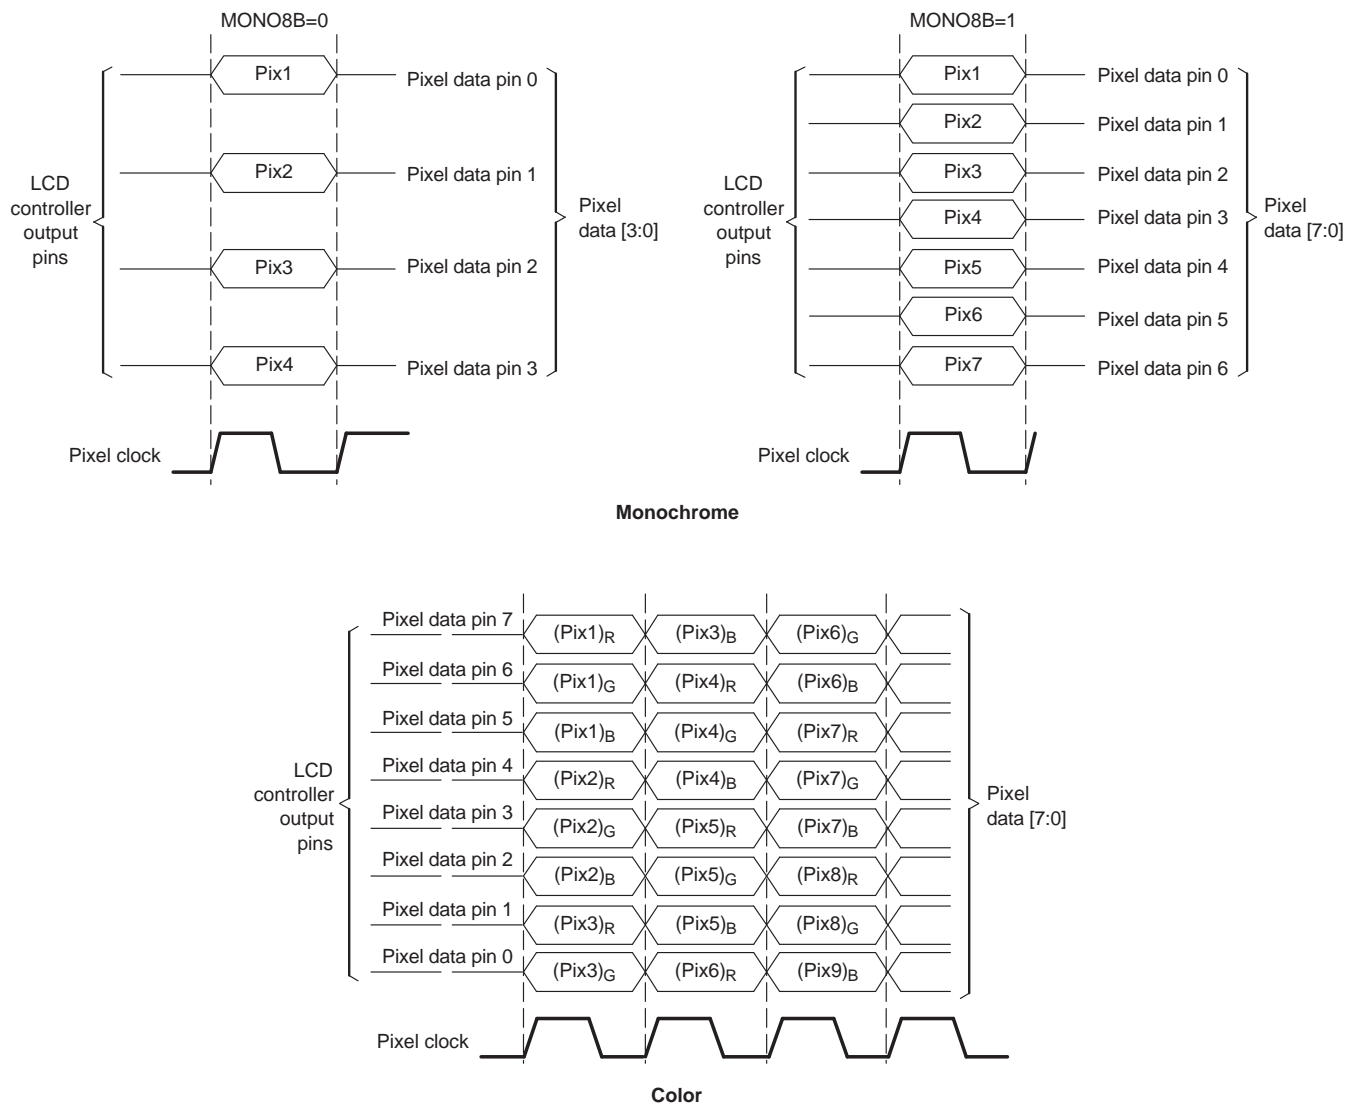 MONO8B=0
LCD
controller
output
pins
Pix1
Pixel data pin 0
Pix2
Pixel data pin 1
Pix3
Pixel data pin 2
Pix4
Pixel data pin 3
Pixel
data [3:0]
Pixel clock
MONO8B=1
LCD
controller
output
pins
Pix1
Pixel data pin 0
Pix2
Pixel data pin 1
Pix3
Pixel data pin 2
Pix4
Pixel data pin 3
Pix5
Pixel data pin 4
Pix6
Pixel data pin 5
Pix7
Pixel data pin 6
Pixel
data [7:0]
Pixel clock
Monochrome
LCD
controller
output
pins
Pixel data pin 7 (Pix1)R (Pix3)B (Pix6)G
Pixel data pin 6 (Pix1)G (Pix4)R (Pix6)B
Pixel data pin 5 (Pix1)B (Pix4)G (Pix7)R
Pixel data pin 4 (Pix2)R (Pix4)B (Pix7)G
Pixel data pin 3 (Pix2)G (Pix5)R (Pix7)B
Pixel data pin 2 (Pix2)B (Pix5)G (Pix8)R
Pixel data pin 1 (Pix3)R (Pix5)B (Pix8)G
Pixel data pin 0 (Pix3)G (Pix6)R (Pix9)B
Pixel
data [7:0]
Pixel clock
Color